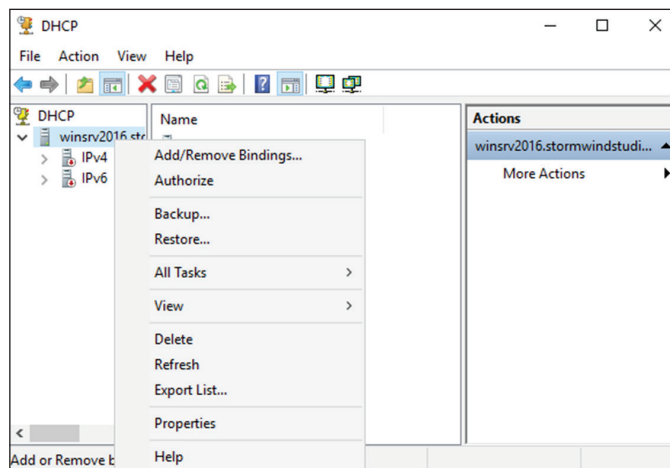 DHCP
File Action View Help
DHCP
winsrv2016.str
IPv4
IPv6
Name
Add/Remove Bindings...
Authorize
Backup...
Restore...
All Tasks
View
Delete
Refresh
Export List...
Properties
Help
Actions
winsrv2016.stormwindstudi...
More Actions
Add or Remove b